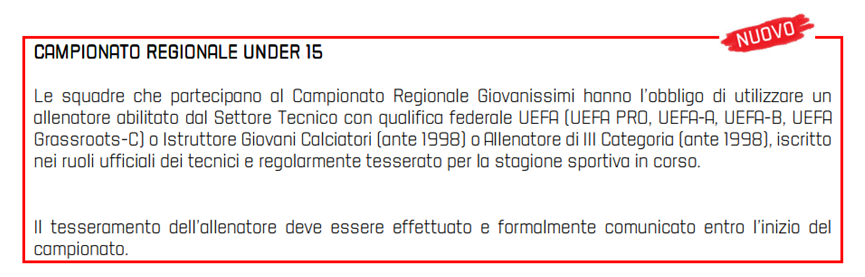 NUOVO
CAMPIONATO REGIONALE UNDER 15
Le squadre che partecipano al Campionato Regionale Giovanissimi hanno l'obbligo di utilizzare un
allenatore abilitato dal Settore Tecnico con qualifica federale UEFA (UEFA PRO, UEFA-A, UEFA-B, UEFA
Grassroots-C) o Istruttore Giovani Calciatori (ante 1998) o Allenatore di III Categoria (ante 1998), iscritto
nei ruoli ufficiali dei tecnici e regolarmente tesserato per la stagione sportiva in corso.
Il tesseramento dell'allenatore deve essere effettuato e formalmente comunicato entro l'inizio del
campionato.